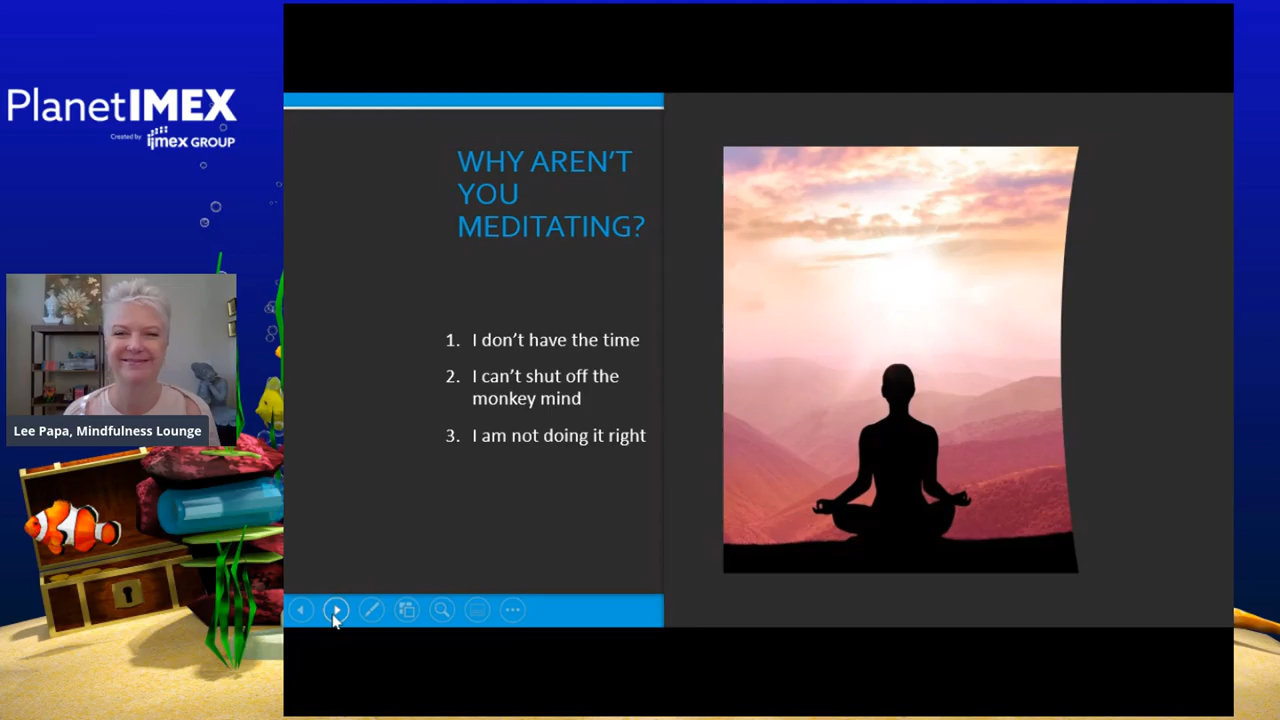 PlanetIMEX
Created by
imex GROUP
Lee Papa, Mindfulness Lounge
WHY AREN'T
YOU
MEDITATING?
1. I don't have the time
2. I can't shut off the
monkey mind
3. I am not doing it right